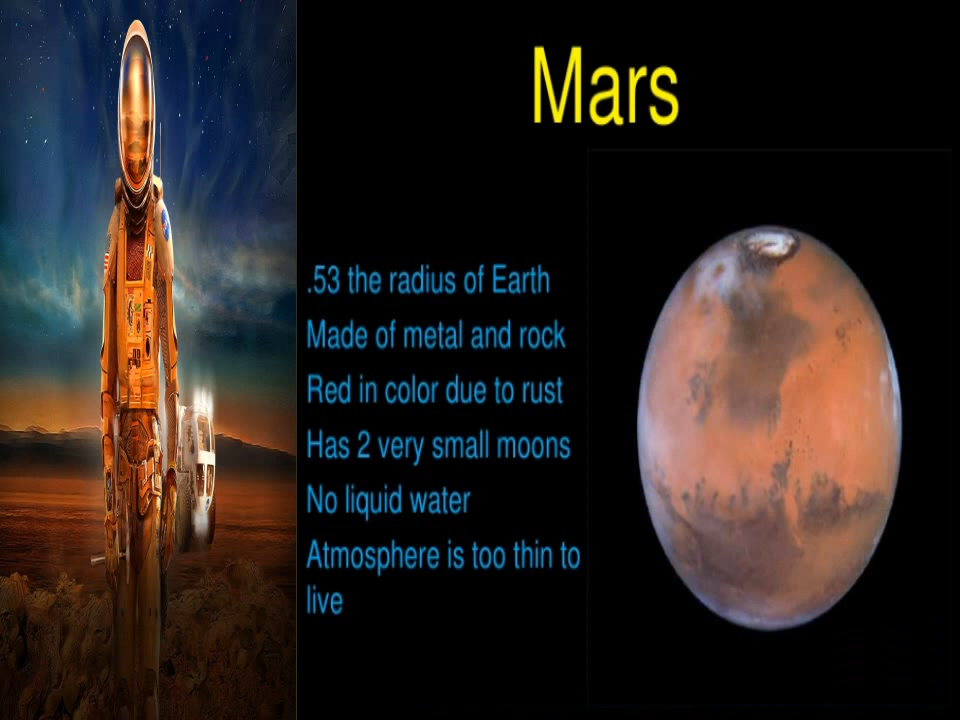 Mars
.53 the radius of Earth
Made of metal and rock
Red in color due to rust
Has 2 very small moons
No liquid water
Atmosphere is too thin to
live